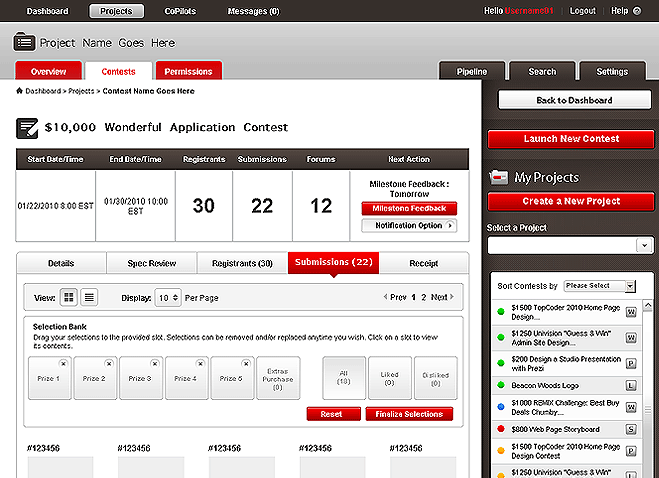 Dashboard Projects CoPilots Messages (0) Hello Username01 Logout Help
Project Name Goes Here
Overview Contests Permissions Pipeline Search Settings
Dashboard > Projects > Contest Name Goes Here
Back to Dashboard
$10,000 Wonderful Application Contest
Launch New Contest
Start Date/Time End Date/Time Registrants Submissions Forums Next Action
01/22/2010 8:00 EST
01/30/2010 10:00
EST
30 22 12
Milestone Feedback :
Tomorrow
Milestone Feedback
Notification Option
My Projects
Create a New Project
Select a Project
Details Spec Review Registrants (30) Submissions (22) Receipt
View: Display: 10 Per Page Prev 1 2 Next
Selection Bank
Drag your selections to the provided slot. Selections can be removed and/or replaced anytime you wish. Click on a slot to view
its contents.
Prize 1 Prize 2 Prize 3 Prize 4 Prize 5
Extras
Purchase
(0)
All
(18)
Liked
(0)
Disliked
(0)
Reset Finalize Selections
#123456 #123456 #123456 #123456 #123456
Sort Contests by Please Select
$1500 TopCoder 2010 Home Page
Design... W
$1250 Univision "Guess & Win"
Admin Site Design... W
$200 Design a Studio Presentation
with Prezi P
Beacon Woods Logo L
$1000 REMIX Challenge: Best Buy
Deals Chunby... W
$800 Web Page Storyboard S
$1500 TopCoder 2010 Home Page
Design Contest P
$1250 Univision "Guess & Win" L